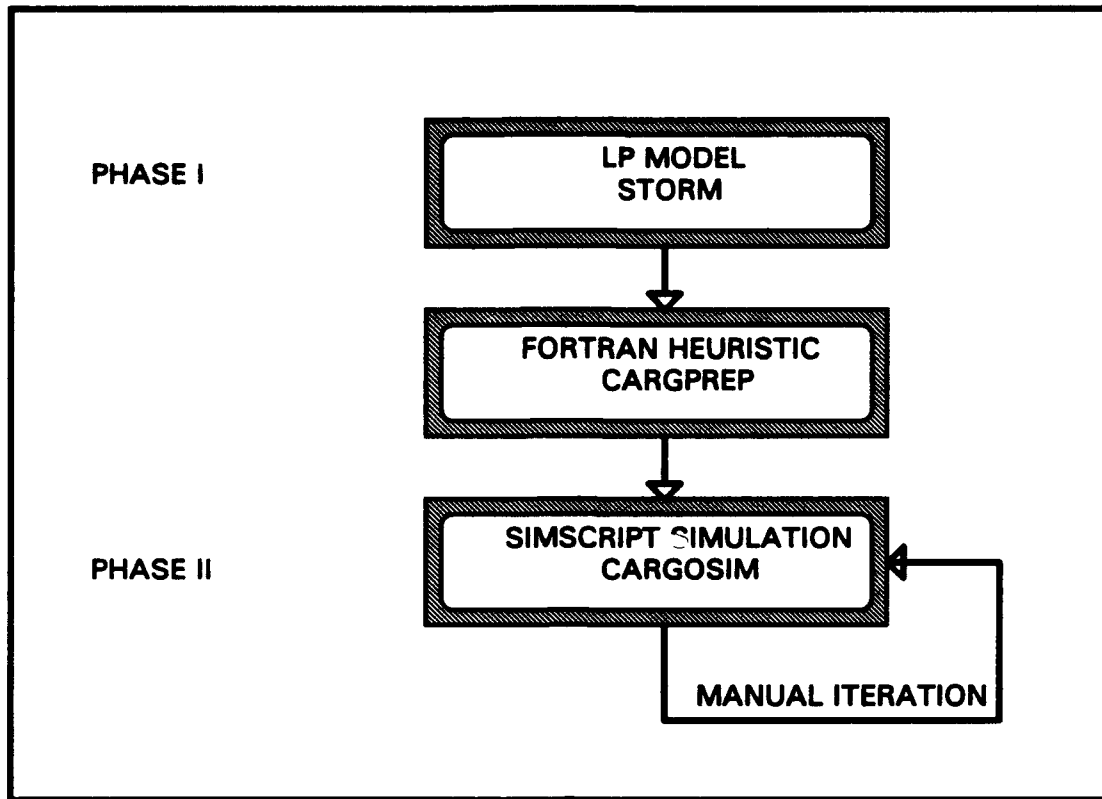 PHASE I
LP MODEL
STORM
FORTRAN HEURISTIC
CARGPREP
PHASE II
SIMSCRIPT SIMULATION
CARGOSIM
MANUAL ITERATION